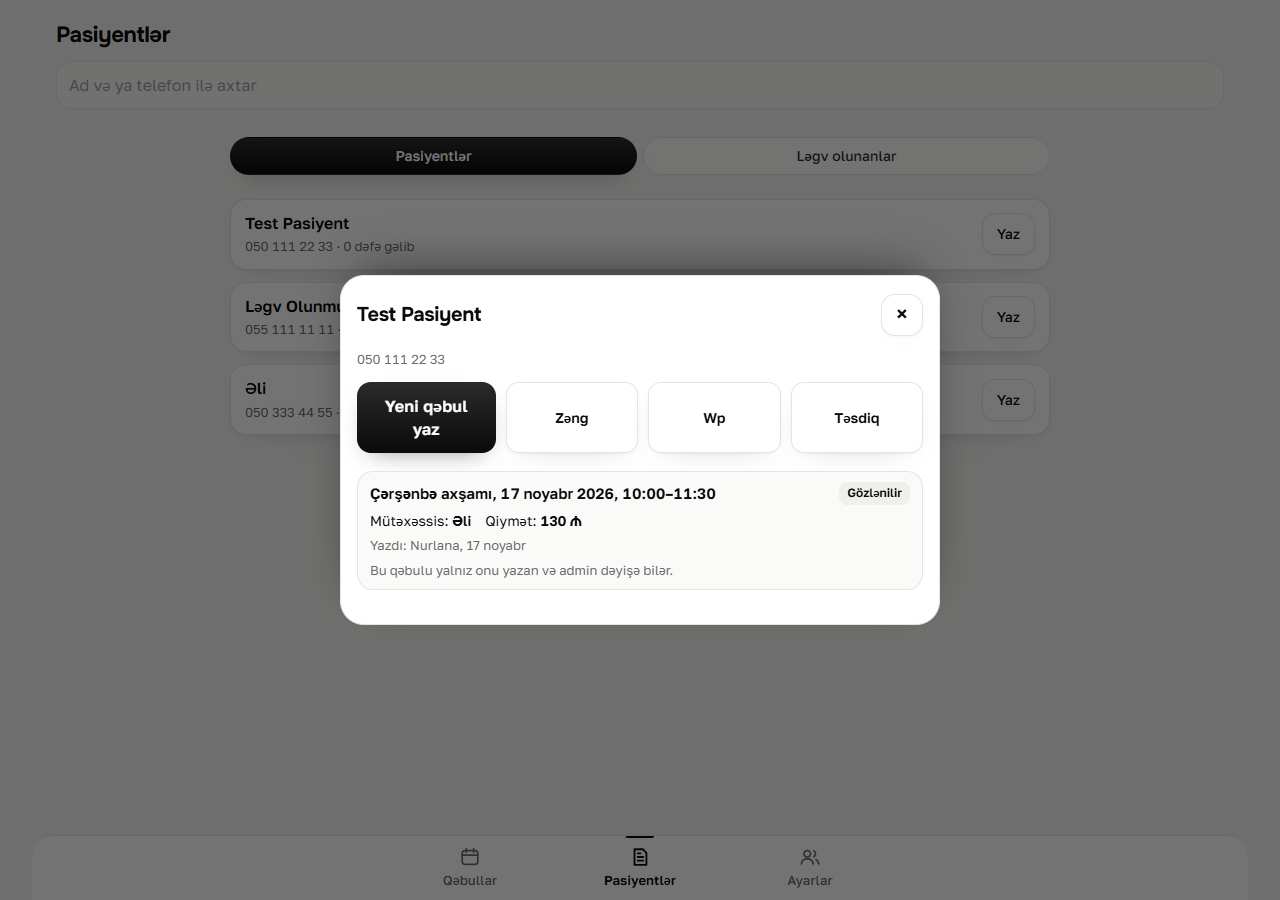 Pasiyentlər
Ad və ya telefon ilə axtar
Pasiyentlər
Ləgv olunanlar
Test Pasiyent
050 111 22 33 · 0 dəfə gəlib
Yaz
055 111 11 11
Yaz
Əli
050 333 44 55
Yaz
Test Pasiyent
×
050 111 22 33
Yeni qəbul
yaz
Zəng
Wp
Təsdiq
Çərşənbə axşamı, 17 noyabr 2026, 10:00–11:30
Gözlənilir
Mütəxəssis: Əli Qiymət: 130 ₼
Yazdı: Nurlana, 17 noyabr
Bu qəbulu yalnız onu yazan və admin dəyişə bilər.
Qəbullar
Pasiyentlər
Ayarlar